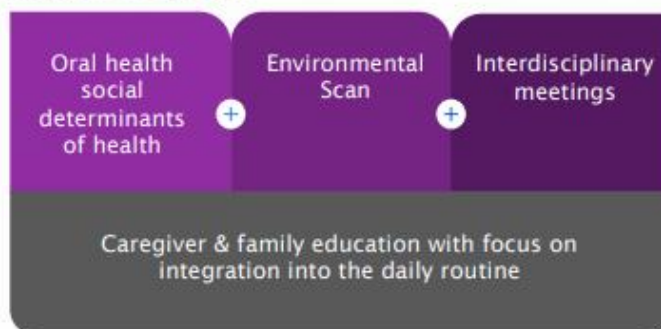 Oral health
social
determinants
of health
+
Environmental
Scan
+
Interdisciplinary
meetings
Caregiver & family education with focus on
integration into the daily routine